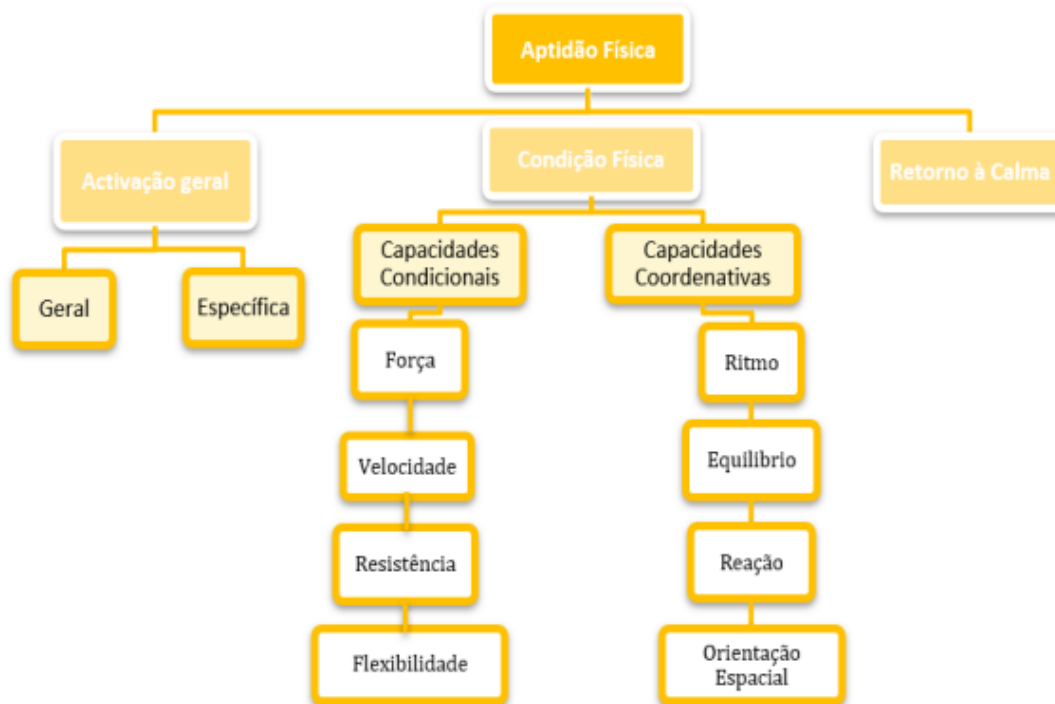 Aptidão Física
Activação geral
Condição Física
Retorno à Calma
Geral
Específica
Capacidades
Condicionais
Capacidades
Coordenativas
Força
Ritmo
Velocidade
Equilibrio
Resistência
Reação
Flexibilidade
Orientação
Espacial